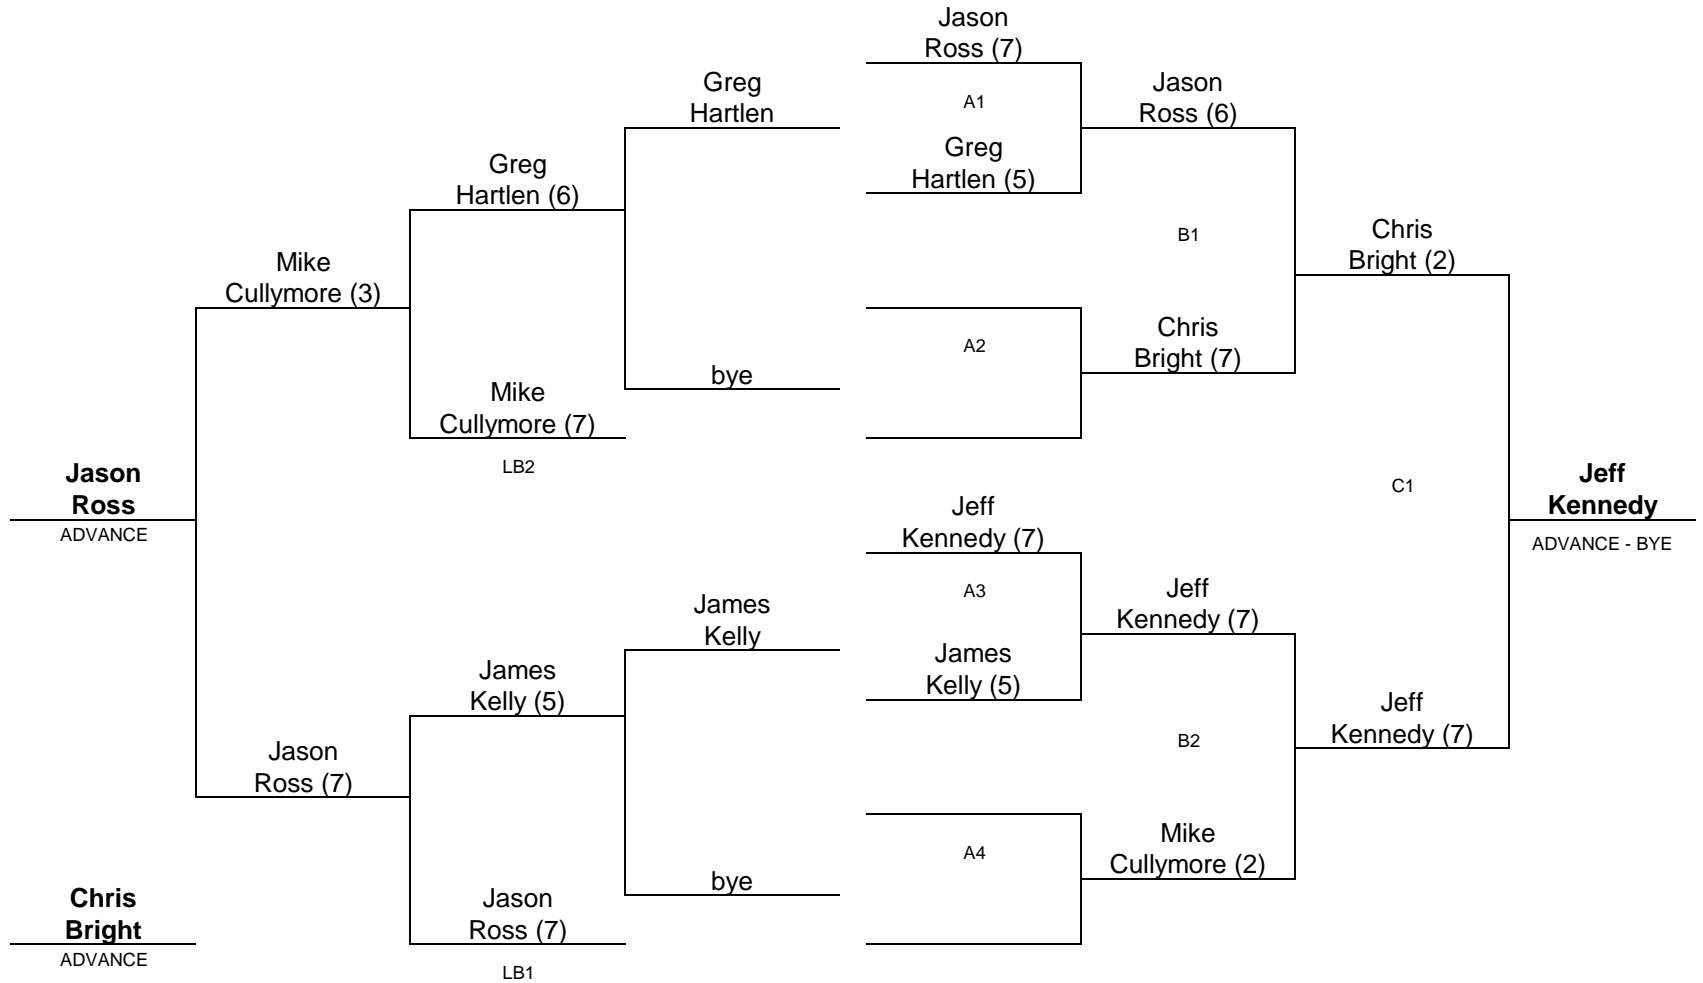 Jason
Ross (7)
Greg
Hartlen
A1
Jason
Ross (6)
Greg
Hartlen (6)
Greg
Hartlen (5)
Mike
Cullymore (3)
B1
Chris
Bright (2)
A2
Chris
Bright (7)
bye
Mike
Cullymore (7)
LB2
Jason
Ross
ADVANCE
C1
Jeff
Kennedy
ADVANCE - BYE
Jeff
Kennedy (7)
A3
Jeff
Kennedy (7)
James
Kelly
James
Kelly (5)
James
Kelly (5)
Jason
Ross (7)
B2
Jeff
Kennedy (7)
A4
Mike
Cullymore (2)
bye
Chris
Bright
ADVANCE
Jason
Ross (7)
LB1